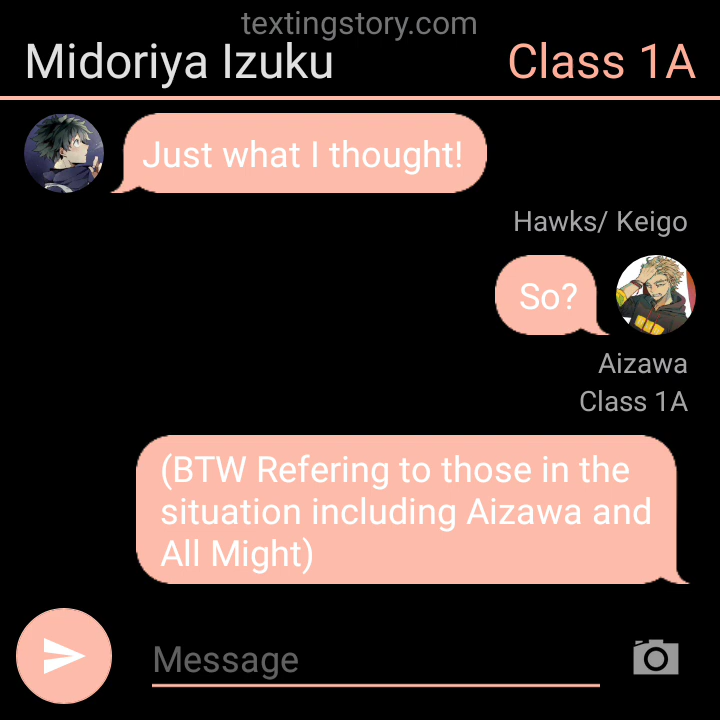 textingstory.com
Midoriya Izuku
Class 1A
Just what I thought!
Hawks/ Keigo
So?
Aizawa
Class 1A
(BTW Refering to those in the
situation including Aizawa and
All Might)
Message